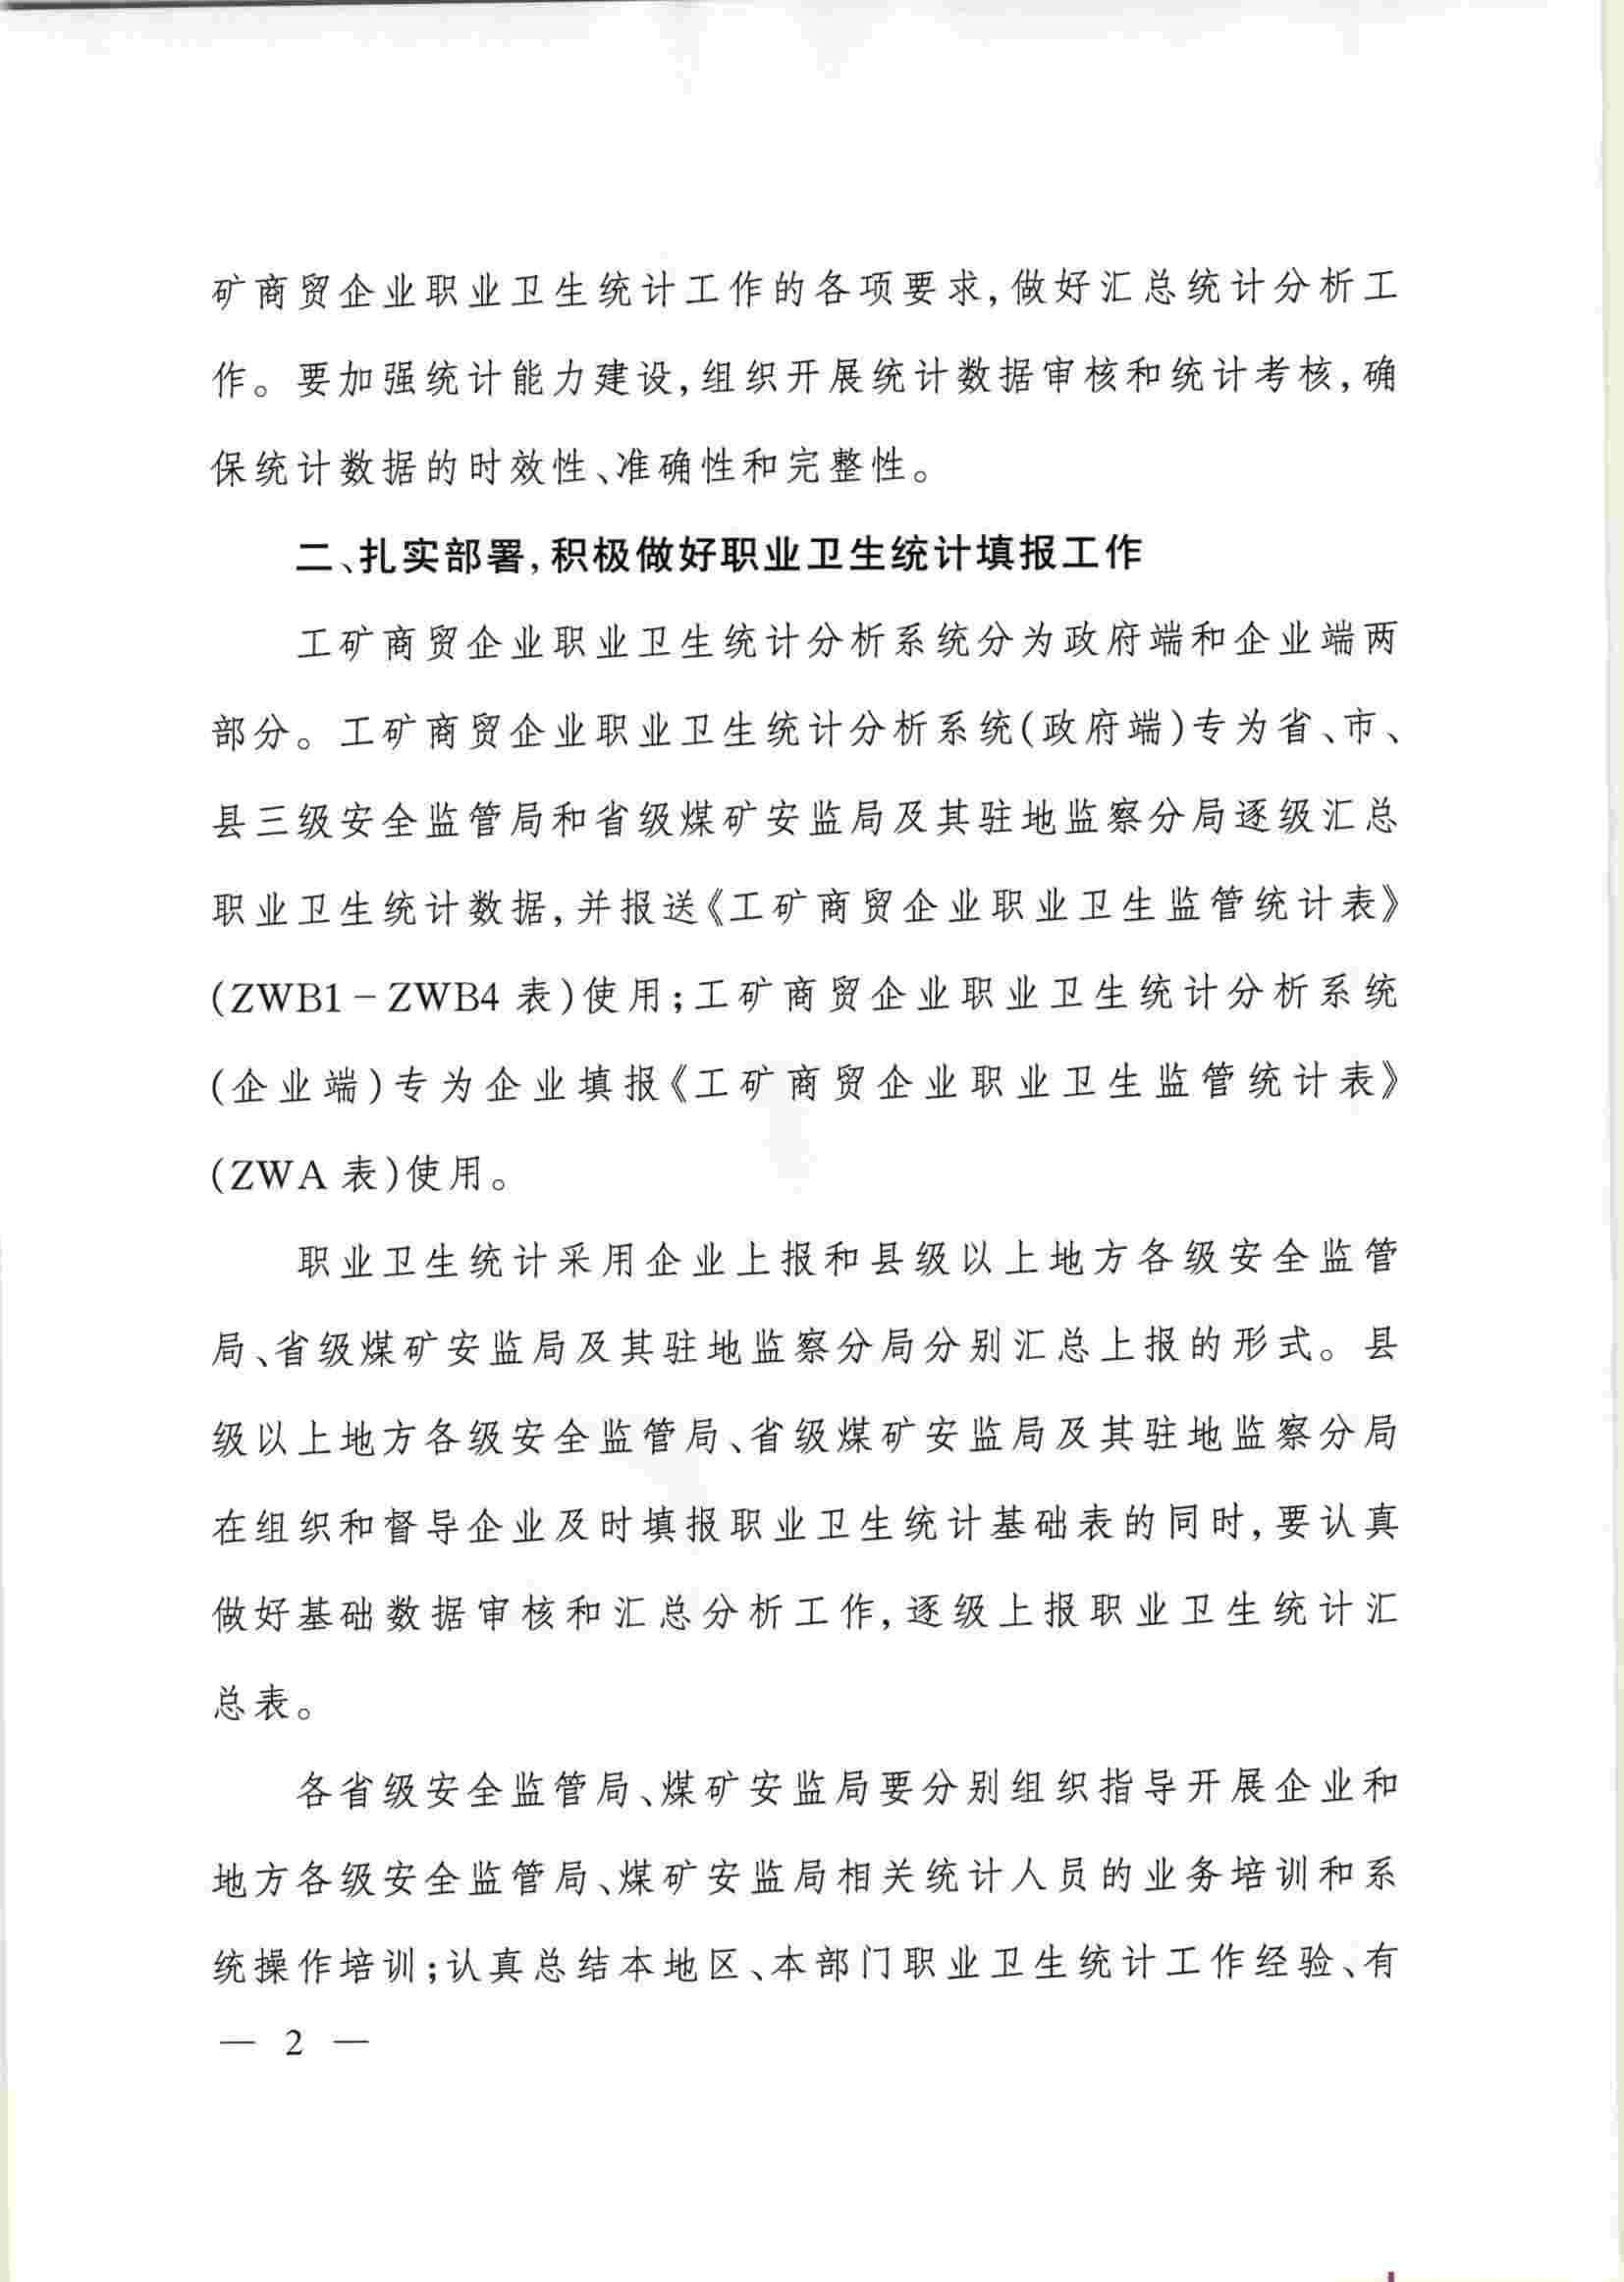 矿商贸企业职业卫生统计工作的各项要求,做好汇总统计分析工
作。要加强统计能力建设,组织开展统计数据审核和统计考核,确
保统计数据的时效性、准确性和完整性。
二、扎实部署,积极做好职业卫生统计填报工作
工矿商贸企业职业卫生统计分析系统分为政府端和企业端两
部分。工矿商贸企业职业卫生统计分析系统(政府端)专为省、市、
县三级安全监管局和省级煤矿安监局及其驻地监察分局逐级汇总
职业卫生统计数据,并报送《工矿商贸企业职业卫生监管统计表》
(ZWB1－ZWB4 表)使用;工矿商贸企业职业卫生统计分析系统
(企业端)专为企业填报《工矿商贸企业职业卫生监管统计表》
(ZWA 表)使用。
职业卫生统计采用企业上报和县级以上地方各级安全监管
局、省级煤矿安监局及其驻地监察分局分别汇总上报的形式。县
级以上地方各级安全监管局、省级煤矿安监局及其驻地监察分局
在组织和督导企业及时填报职业卫生统计基础表的同时,要认真
做好基础数据审核和汇总分析工作,逐级上报职业卫生统计汇
总表。
各省级安全监管局、煤矿安监局要分别组织指导开展企业和
地方各级安全监管局、煤矿安监局相关统计人员的业务培训和系
统操作培训;认真总结本地区、本部门职业卫生统计工作经验、有
— 2 —